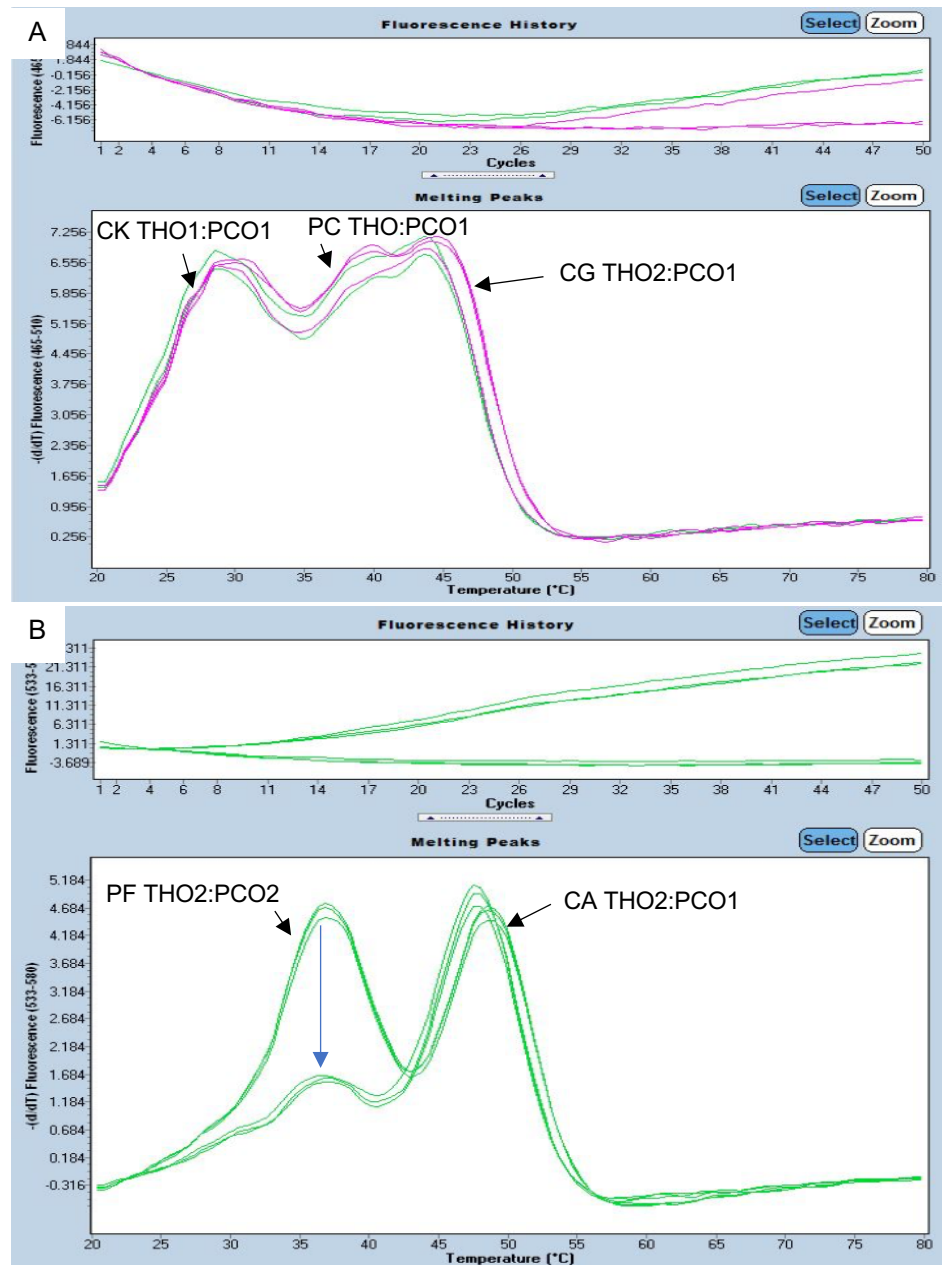 A
Fluorescence History
Select Zoom
Fluorescence (465
.844
1.844
-0.156
-2.156
-4.156
-6.156
1 2 4 6 8 11 14 17 20 23 26 29 32 35 38 41 44 47 50
Cycles
Melting Peaks
Select Zoom
CK THO1:PCO1
PC THO:PCO1
CG THO2:PCO1
-(d/dT) Fluorescence (465-510)
7.256
6.556
5.856
5.156
4.456
3.756
3.056
2.356
1.656
0.956
0.256
20 25 30 35 40 45 50 55 60 65 70 75 80
Temperature (°C)
B
Fluorescence History
Select Zoom
Fluorescence (533-5
.311
21.311
16.311
11.311
6.311
1.311
-3.689
1 2 4 6 8 11 14 17 20 23 26 29 32 35 38 41 44 47 50
Cycles
Melting Peaks
Select Zoom
PF THO2:PCO2
CA THO2:PCO1
-(d/dT) Fluorescence (533-580)
5.184
4.684
4.184
3.684
3.184
2.684
2.184
1.684
1.184
0.684
0.184
-0.316
20 25 30 35 40 45 50 55 60 65 70 75 80
Temperature (°C)